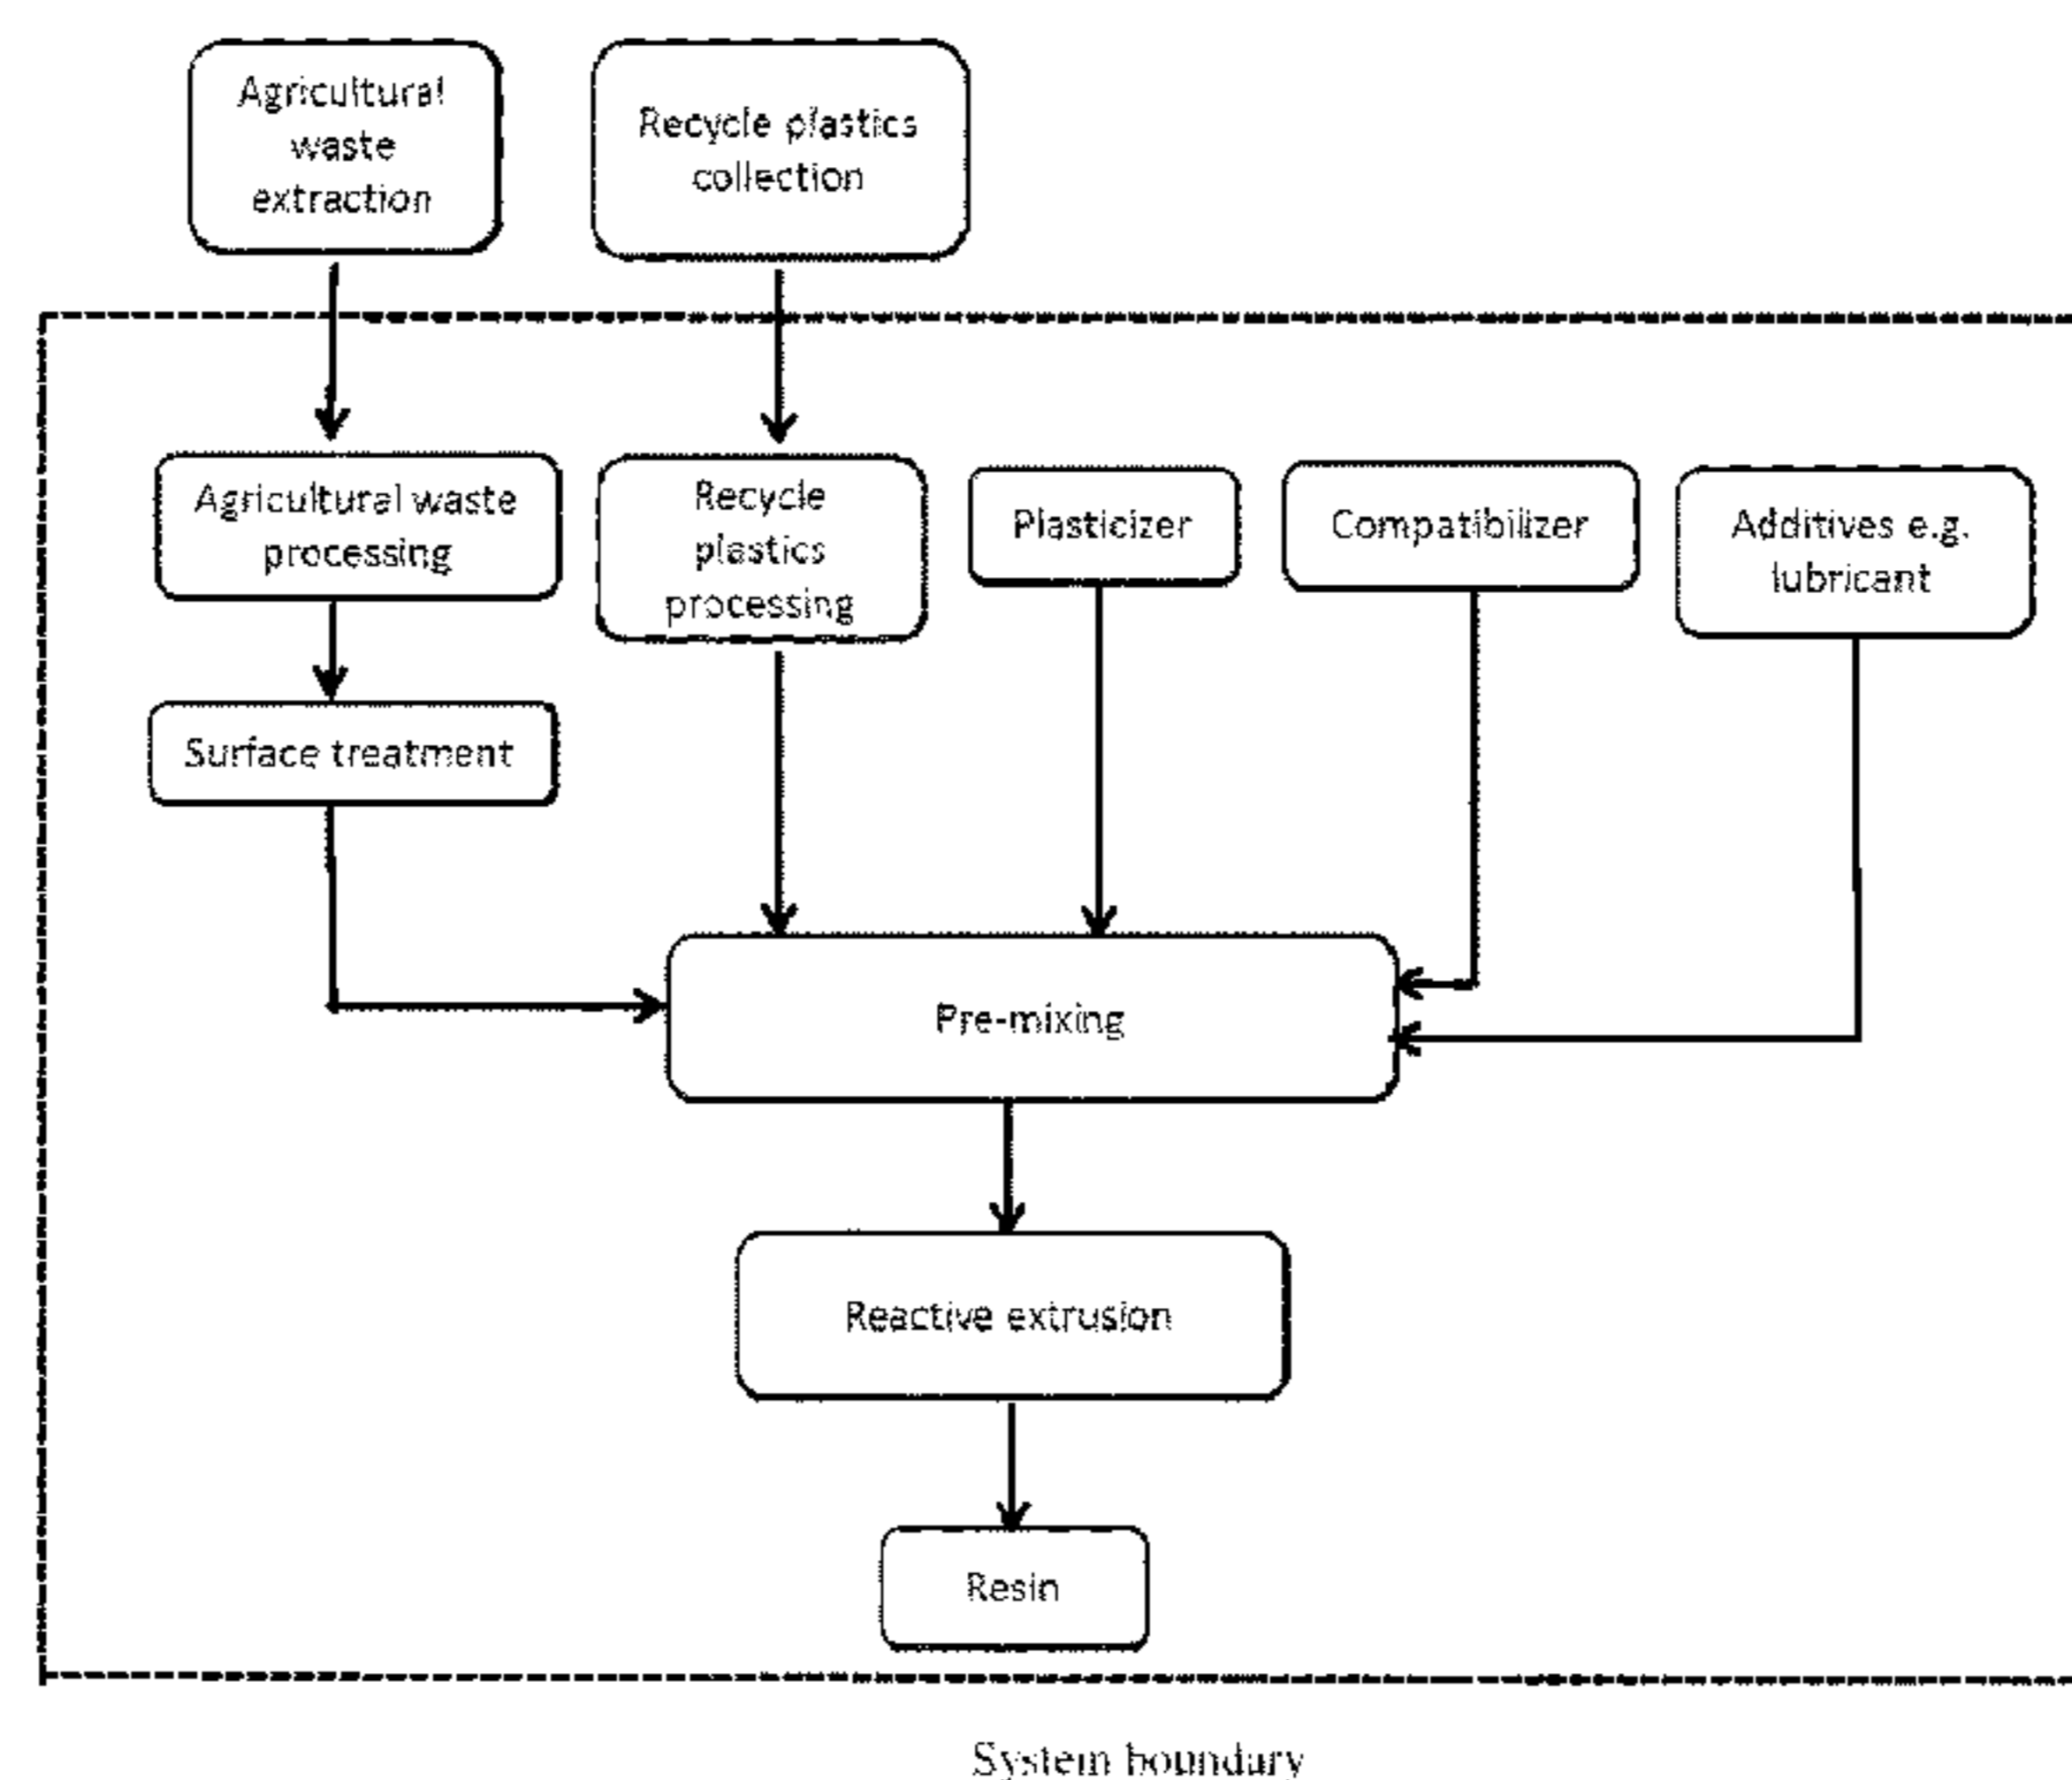 Agricultural
waste
extraction
Recycle plastics
collection
Agricultural waste
processing
Recycle
plastics
processing
Plasticizer
Compatibilizer
Additives e.g.
lubricant
Surface treatment
Pre-mixing
Reactive extrusion
Resin
System boundary